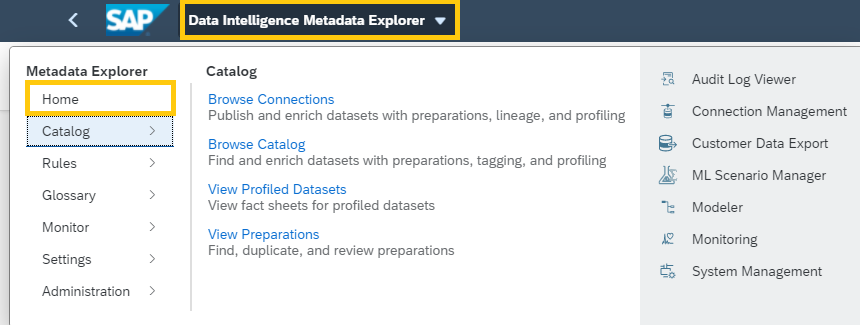 SAP Data Intelligence Metadata Explorer
Metadata Explorer
Home
Catalog
Rules
Glossary
Monitor
Settings
Administration
Catalog
Browse Connections
Publish and enrich datasets with preparations, lineage, and profiling
Browse Catalog
Find and enrich datasets with preparations, tagging, and profiling
View Profiled Datasets
View fact sheets for profiled datasets
View Preparations
Find, duplicate, and review preparations
Audit Log Viewer
Connection Management
Customer Data Export
ML Scenario Manager
Modeler
Monitoring
System Management